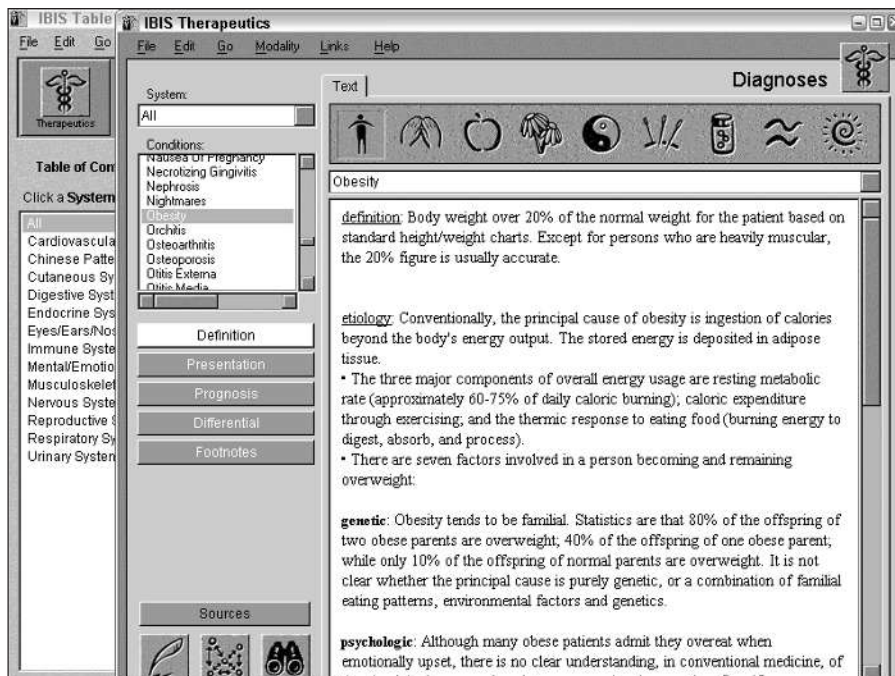 IBIS Table
File Edit Go
Therapeutics
Table of Con
Click a System
All
Cardiovascula
Chinese Patte
Cutaneous Sy
Digestive Syst
Endocrine Sys
Eyes/Ears/Nos
Immune Syste
Mental/Emotio
Musculoskelet
Nervous Syste
Reproductive S
Respiratory Sy
Urinary System
IBIS Therapeutics
File Edit Go Modality Links Help
System:
All
Conditions:
Nausea Of Pregnancy
Necrotizing Gingivitis
Nephrosis
Nightmares
Obesity
Orchitis
Osteoarthritis
Osteoporosis
Otitis Externa
Otitis Media
Definition
Presentation
Prognosis
Differential
Footnotes
Sources
Text
Diagnoses
Obesity
definition: Body weight over 20% of the normal weight for the patient based on
standard height/weight charts. Except for persons who are heavily muscular,
the 20% figure is usually accurate.
etiology: Conventionally, the principal cause of obesity is ingestion of calories
beyond the body's energy output. The stored energy is deposited in adipose
tissue.
• The three major components of overall energy usage are resting metabolic
rate (approximately 60-75% of daily caloric burning); caloric expenditure
through exercising; and the thermic response to eating food (burning energy to
digest, absorb, and process).
• There are seven factors involved in a person becoming and remaining
overweight:
genetic: Obesity tends to be familial. Statistics are that 80% of the offspring of
two obese parents are overweight; 40% of the offspring of one obese parent;
while only 10% of the offspring of normal parents are overweight. It is not
clear whether the principal cause is purely genetic, or a combination of familial
eating patterns, environmental factors and genetics.
psychologic: Although many obese patients admit they overeat when
emotionally upset, there is no clear understanding, in conventional medicine, of